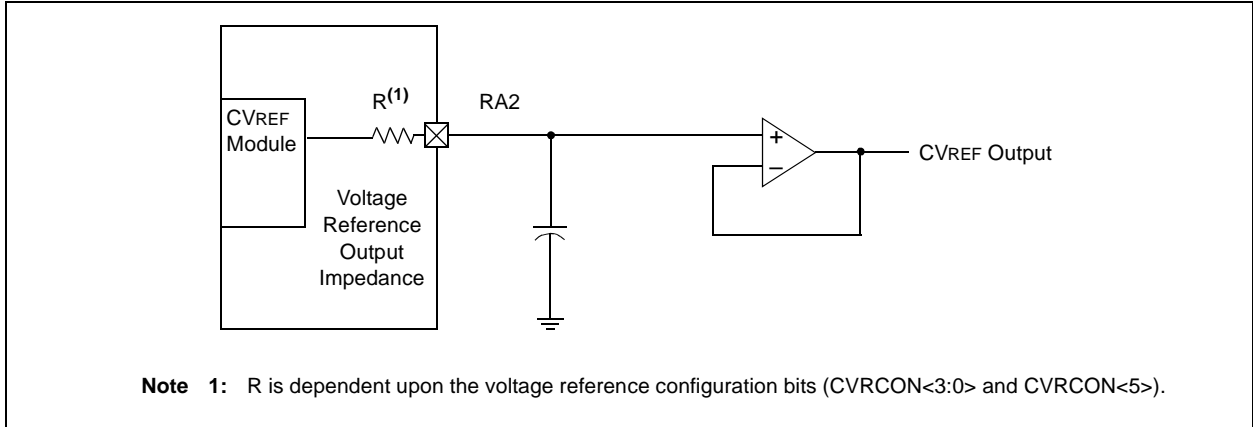 R(1)
RA2
CVREF
Module
+
–
CVREF Output
Voltage
Reference
Output
Impedance
Note 1: R is dependent upon the voltage reference configuration bits (CVRCON<3:0> and CVRCON<5>).